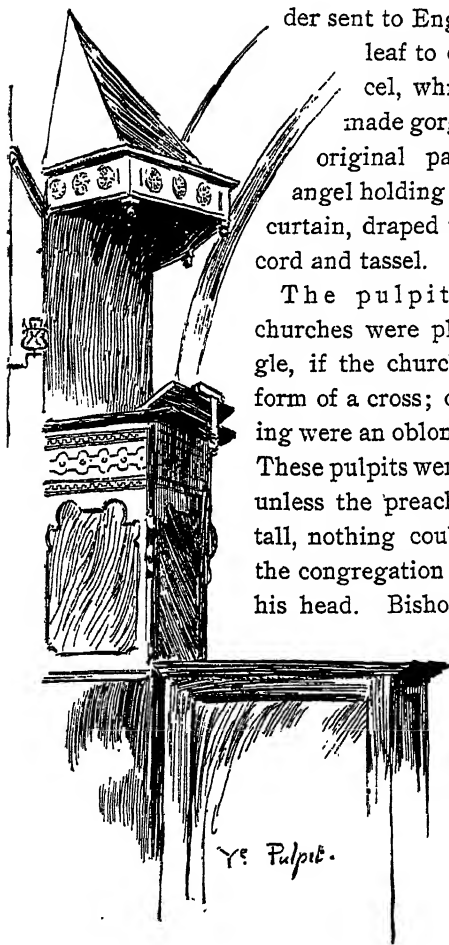 der sent to Eng
leaf to
cel, whi
made gorg
original pa
angel holding
curtain, draped
cord and tassel.
The pulpit
churches were pl
gle, if the church
form of a cross; o
ing were an oblon
These pulpits wer
unless the preach
tall, nothing cou
the congregation
his head. Bisho
Yᵉ Pulpit.